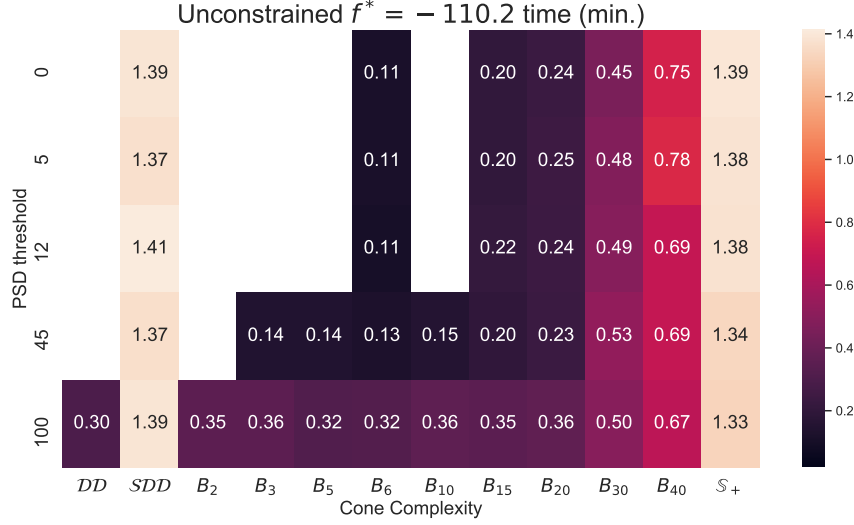 Unconstrained f* = −110.2 time (min.)
PSD threshold
0 1.39 0.11 0.20 0.24 0.45 0.75 1.39
5 1.37 0.11 0.20 0.25 0.48 0.78 1.38
12 1.41 0.11 0.22 0.24 0.49 0.69 1.38
45 1.37 0.14 0.14 0.13 0.15 0.20 0.23 0.53 0.69 1.34
100 0.30 1.39 0.35 0.36 0.32 0.32 0.36 0.35 0.36 0.50 0.67 1.33
𝒟𝒟 𝒮𝒟𝒟 B₂ B₃ B₅ B₆ B₁₀ B₁₅ B₂₀ B₃₀ B₄₀ 𝕊₊
Cone Complexity
1.4
1.2
1.0
0.8
0.6
0.4
0.2